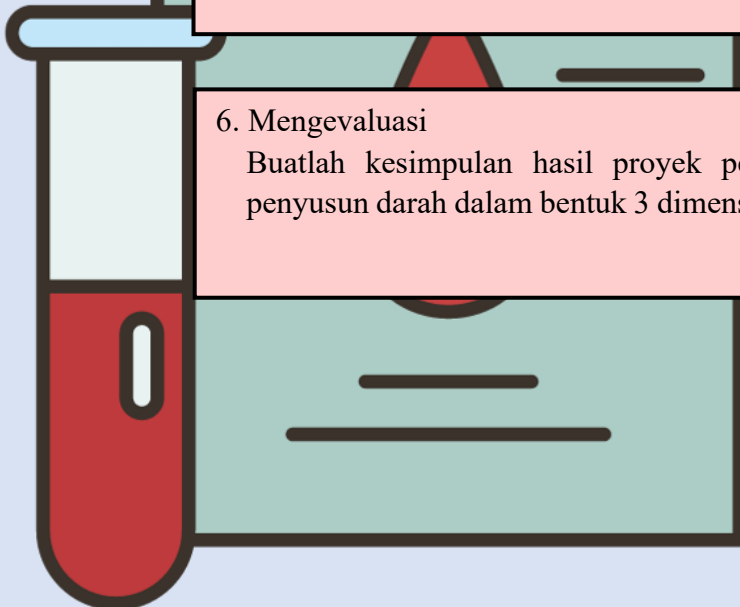 6. Mengevaluasi
Buatlah kesimpulan hasil proyek
penyusun darah dalam bentuk 3